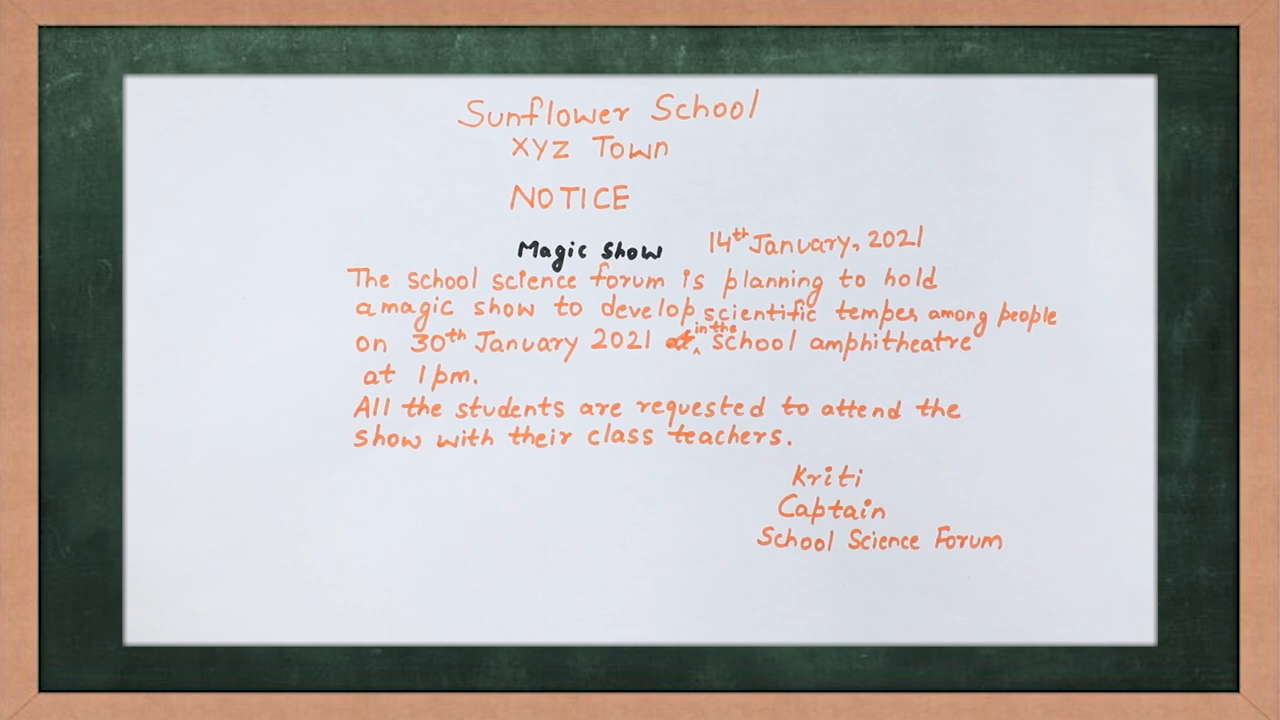 Sunflower School
XYZ Town
NOTICE
14th January, 2021
Magic Show
The school science forum is planning to hold
a magic show to develop scientific temper among people
on 30th January 2021 in the school amphitheatre
at 1 pm.
All the students are requested to attend the
show with their class teachers.
Kriti
Captain
School Science Forum